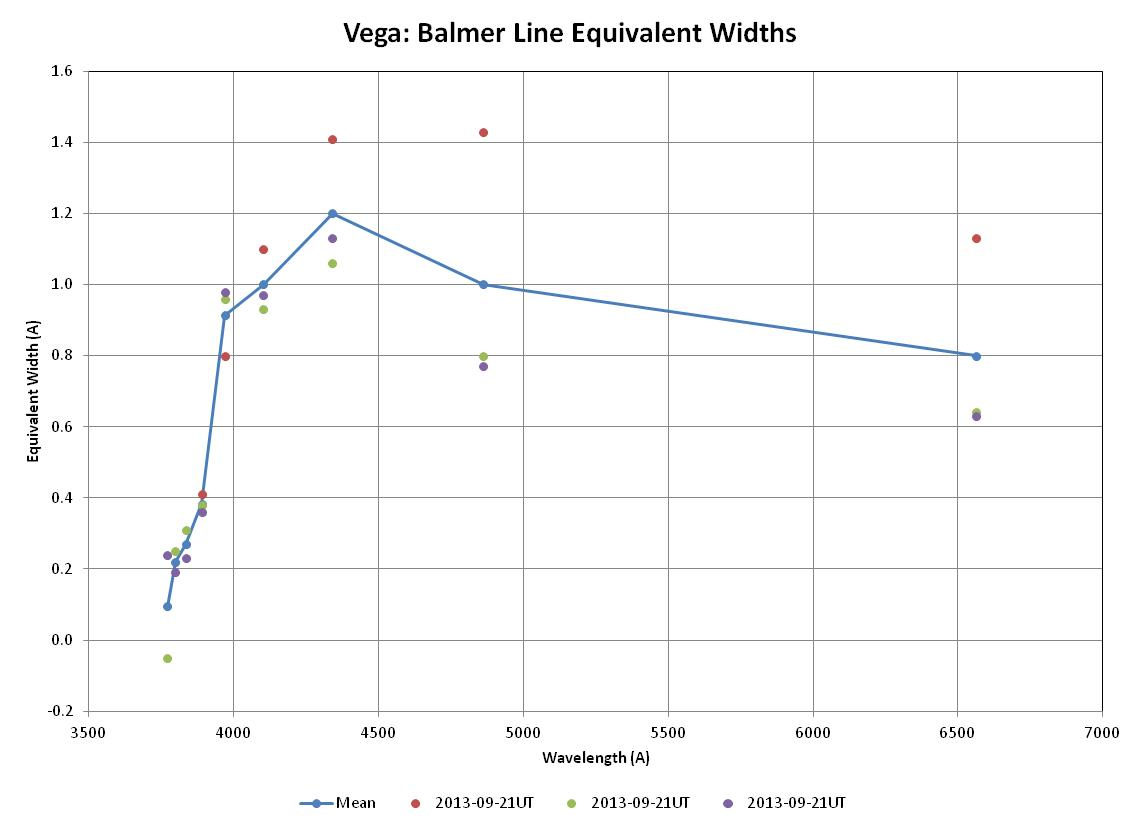 Vega: Balmer Line Equivalent Widths
1.6
1.4
1.2
1.0
0.8
0.6
0.4
0.2
0.0
-0.2
Equivalent Width (A)
3500 4000 4500 5000 5500 6000 6500 7000
Wavelength (A)
Mean 2013-09-21UT 2013-09-21UT 2013-09-21UT